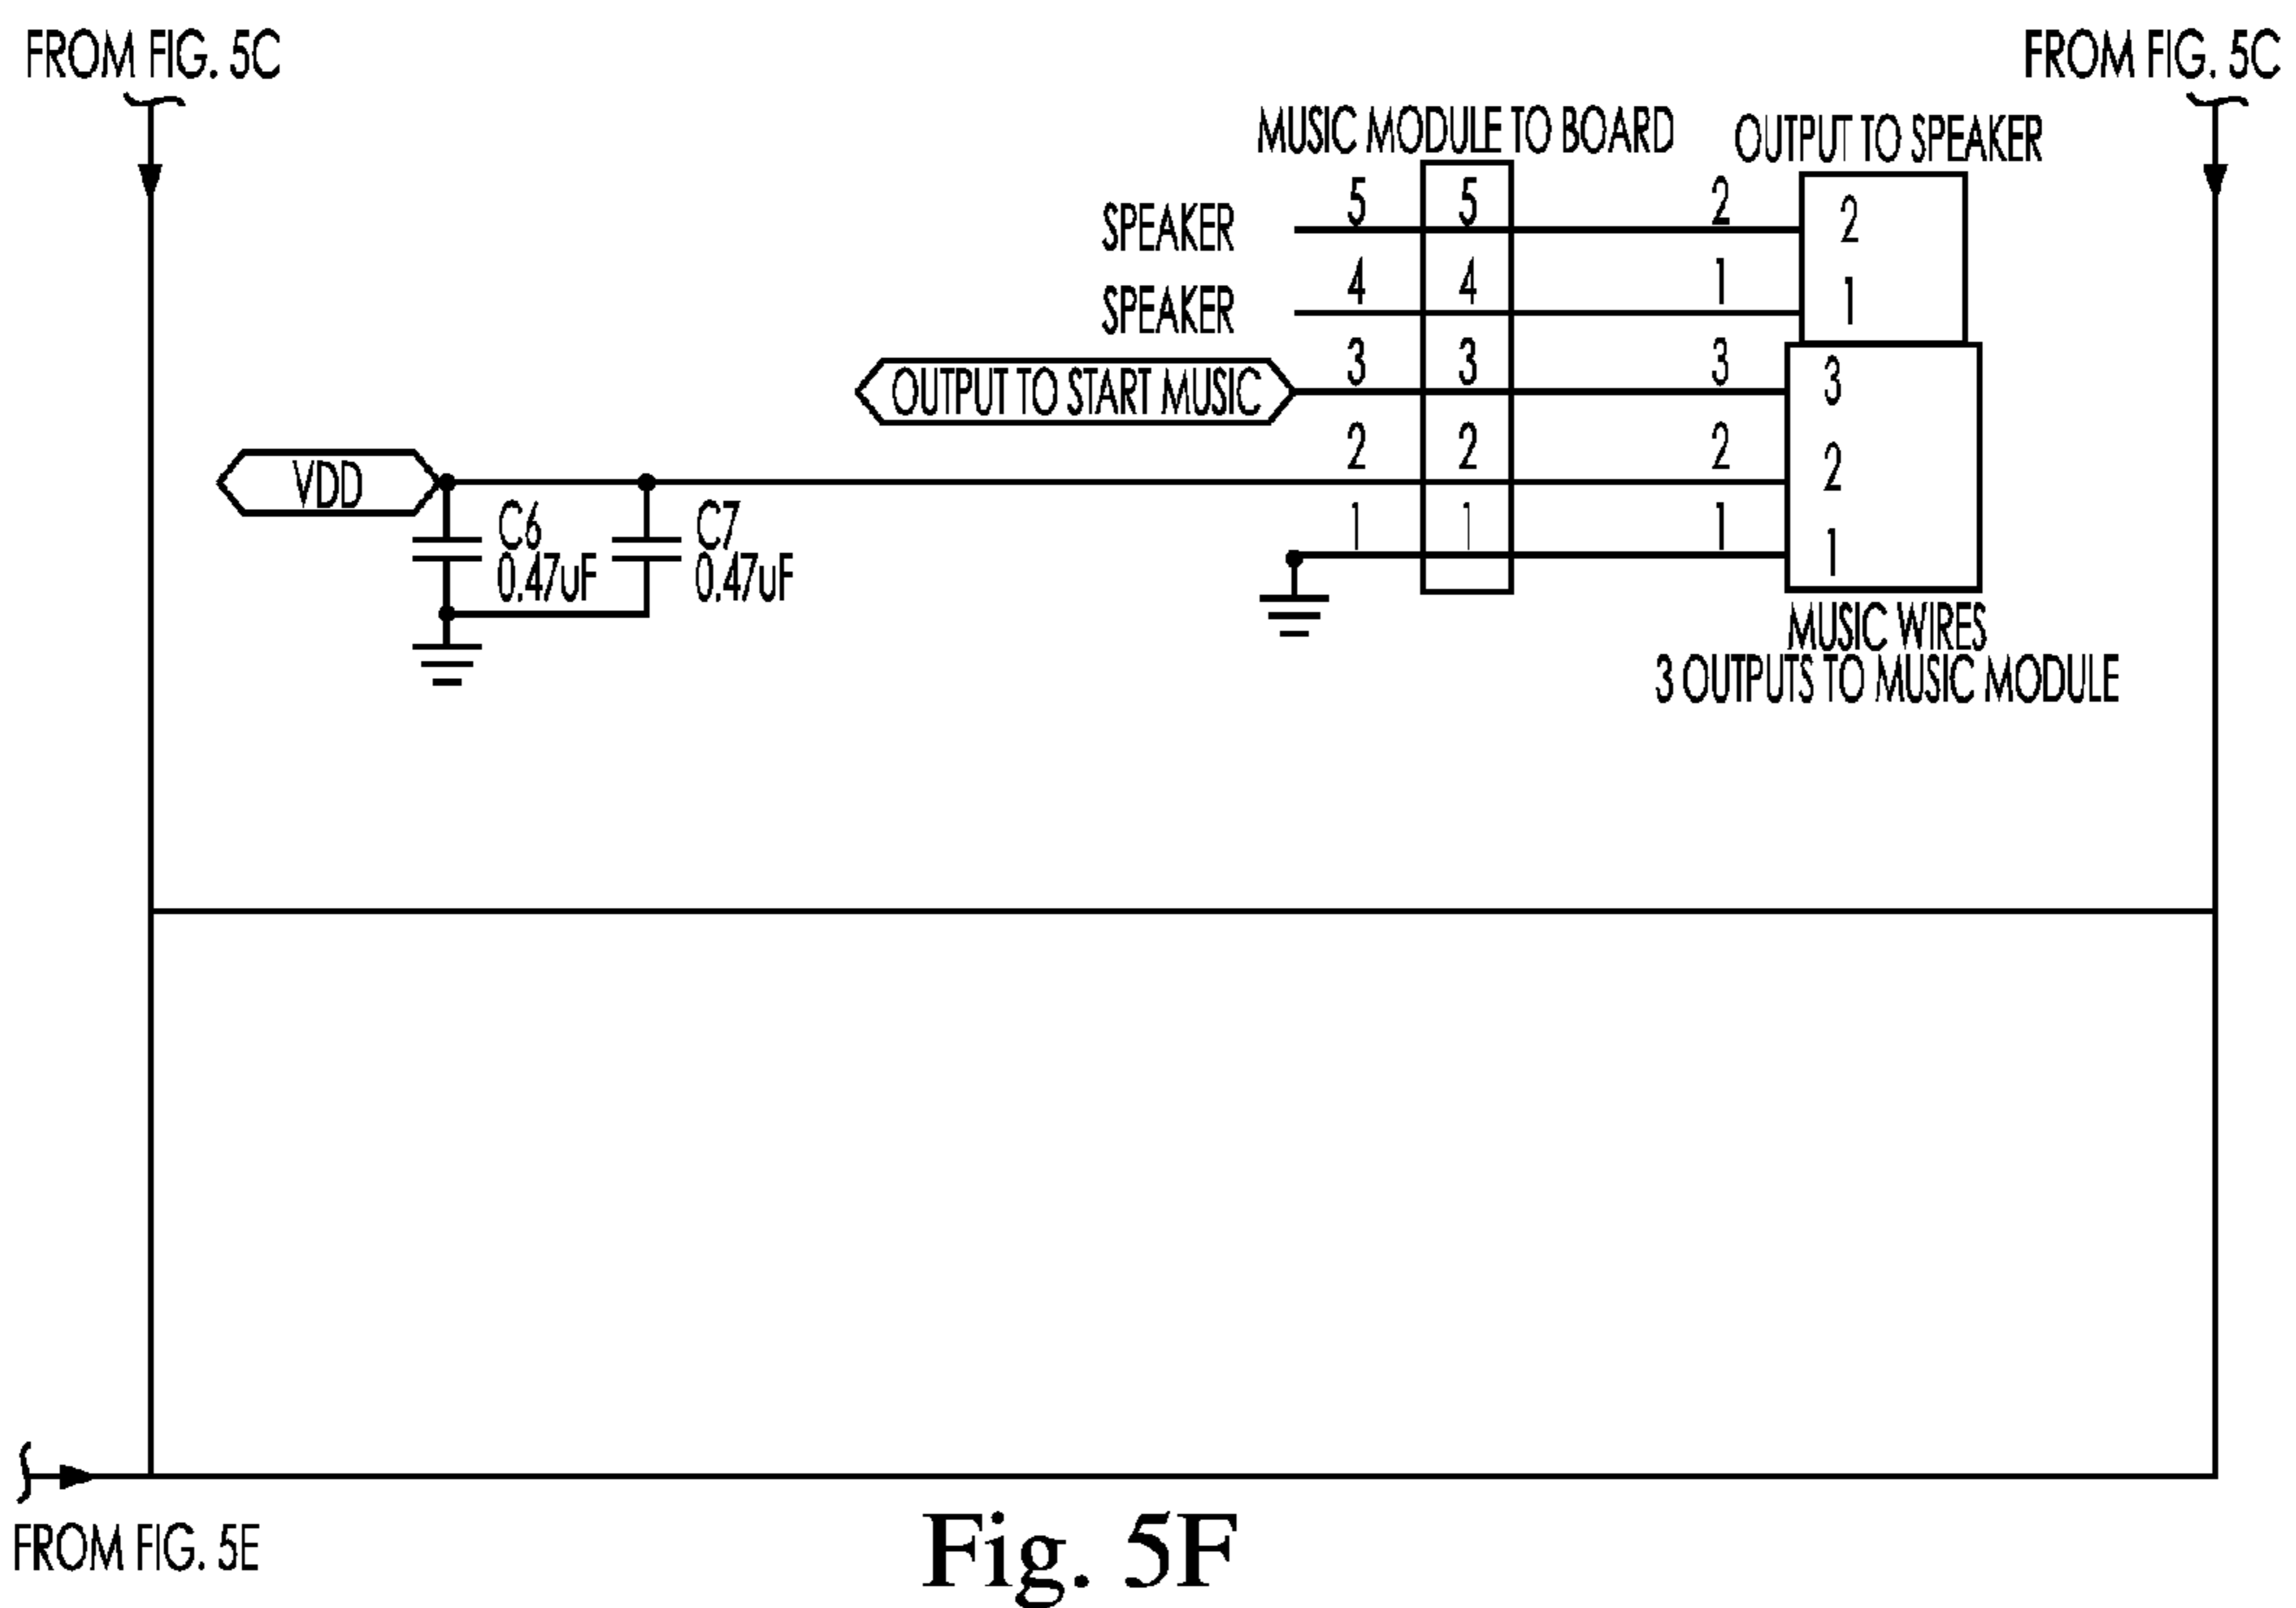 FROM FIG. 5C
FROM FIG. 5C
MUSIC MODULE TO BOARD
OUTPUT TO SPEAKER
SPEAKER 5 5 2 2
SPEAKER 4 4 1 1
OUTPUT TO START MUSIC 3 3 3 3
VDD 2 2 2 2
1 1 1 1
C6
0.47uF
C7
0.47uF
MUSIC WIRES
3 OUTPUTS TO MUSIC MODULE
FROM FIG. 5E
Fig. 5F